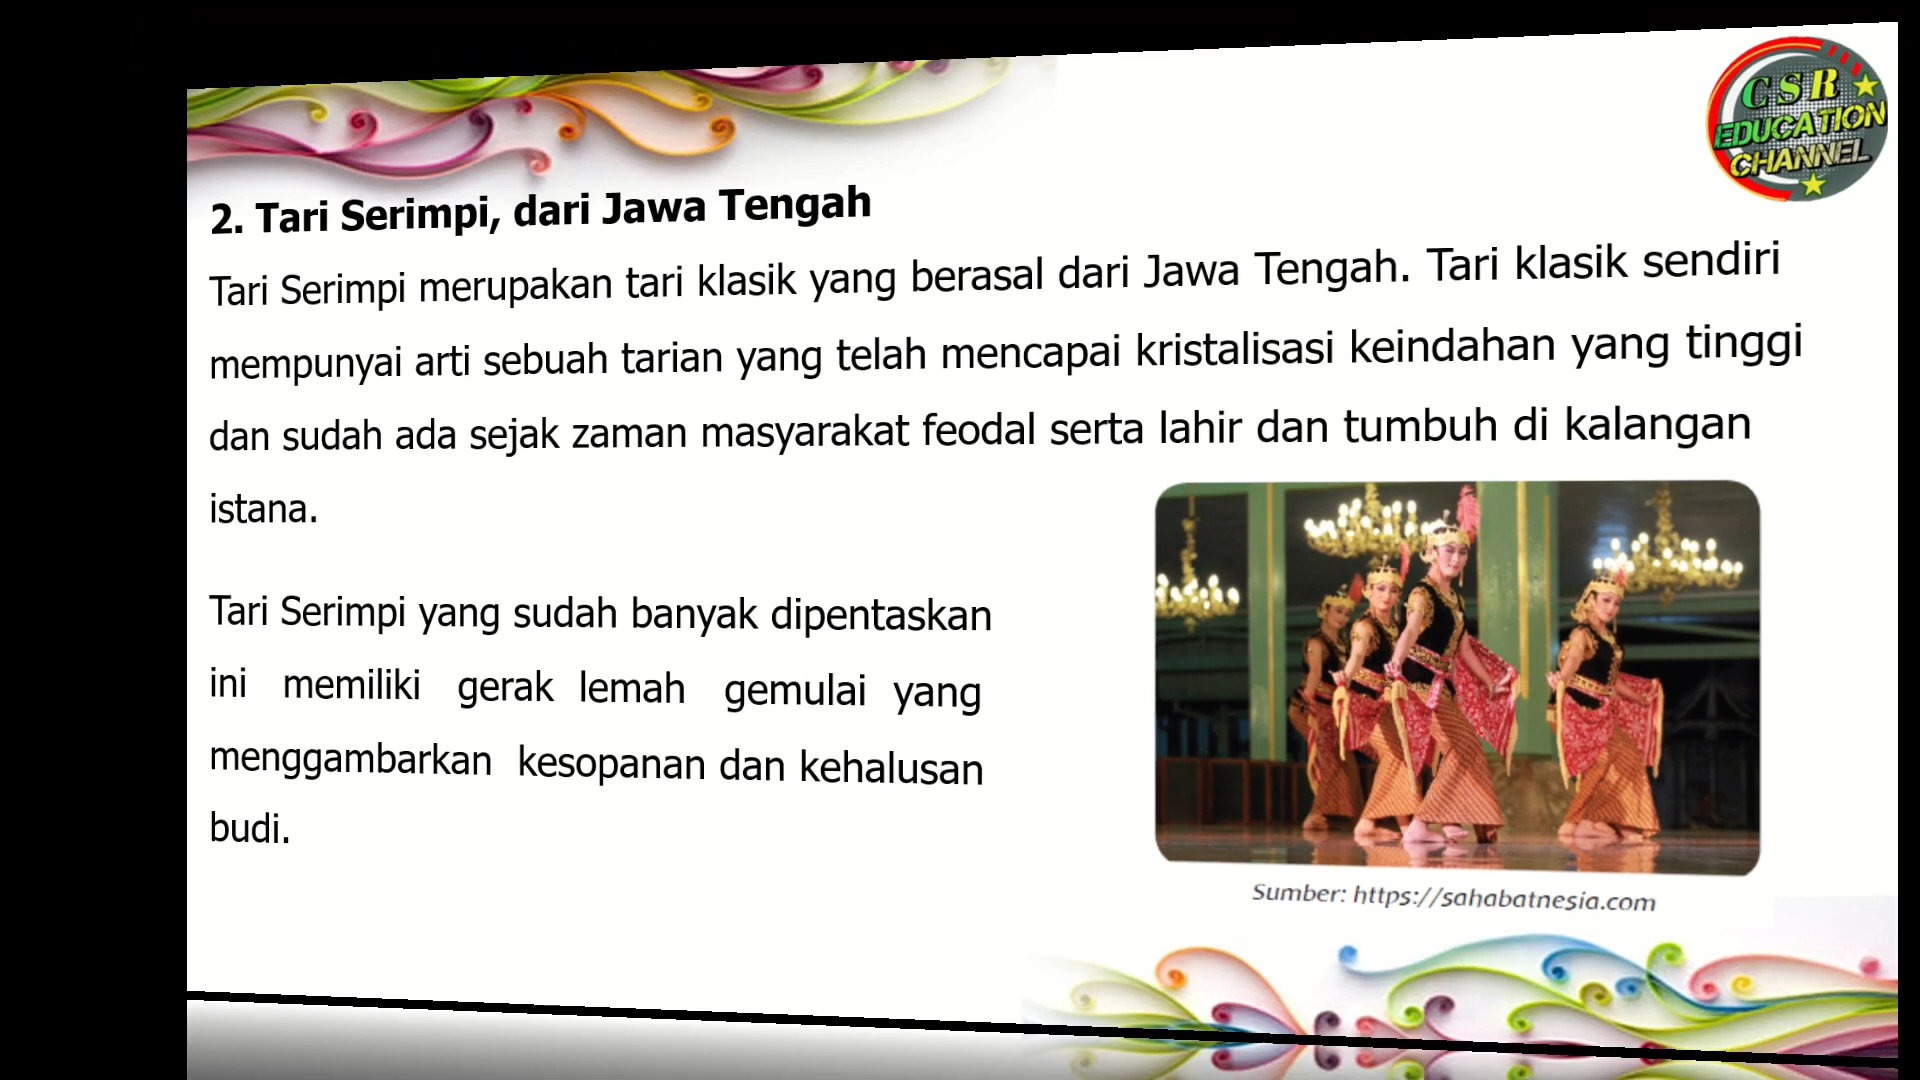 CSR
EDUCATION
CHANNEL
2. Tari Serimpi, dari Jawa Tengah
Tari Serimpi merupakan tari klasik yang berasal dari Jawa Tengah. Tari klasik sendiri
mempunyai arti sebuah tarian yang telah mencapai kristalisasi keindahan yang tinggi
dan sudah ada sejak zaman masyarakat feodal serta lahir dan tumbuh di kalangan
istana.
Tari Serimpi yang sudah banyak dipentaskan
ini memiliki gerak lemah gemulai yang
menggambarkan kesopanan dan kehalusan
budi.
Sumber: https://sahabatnesia.com